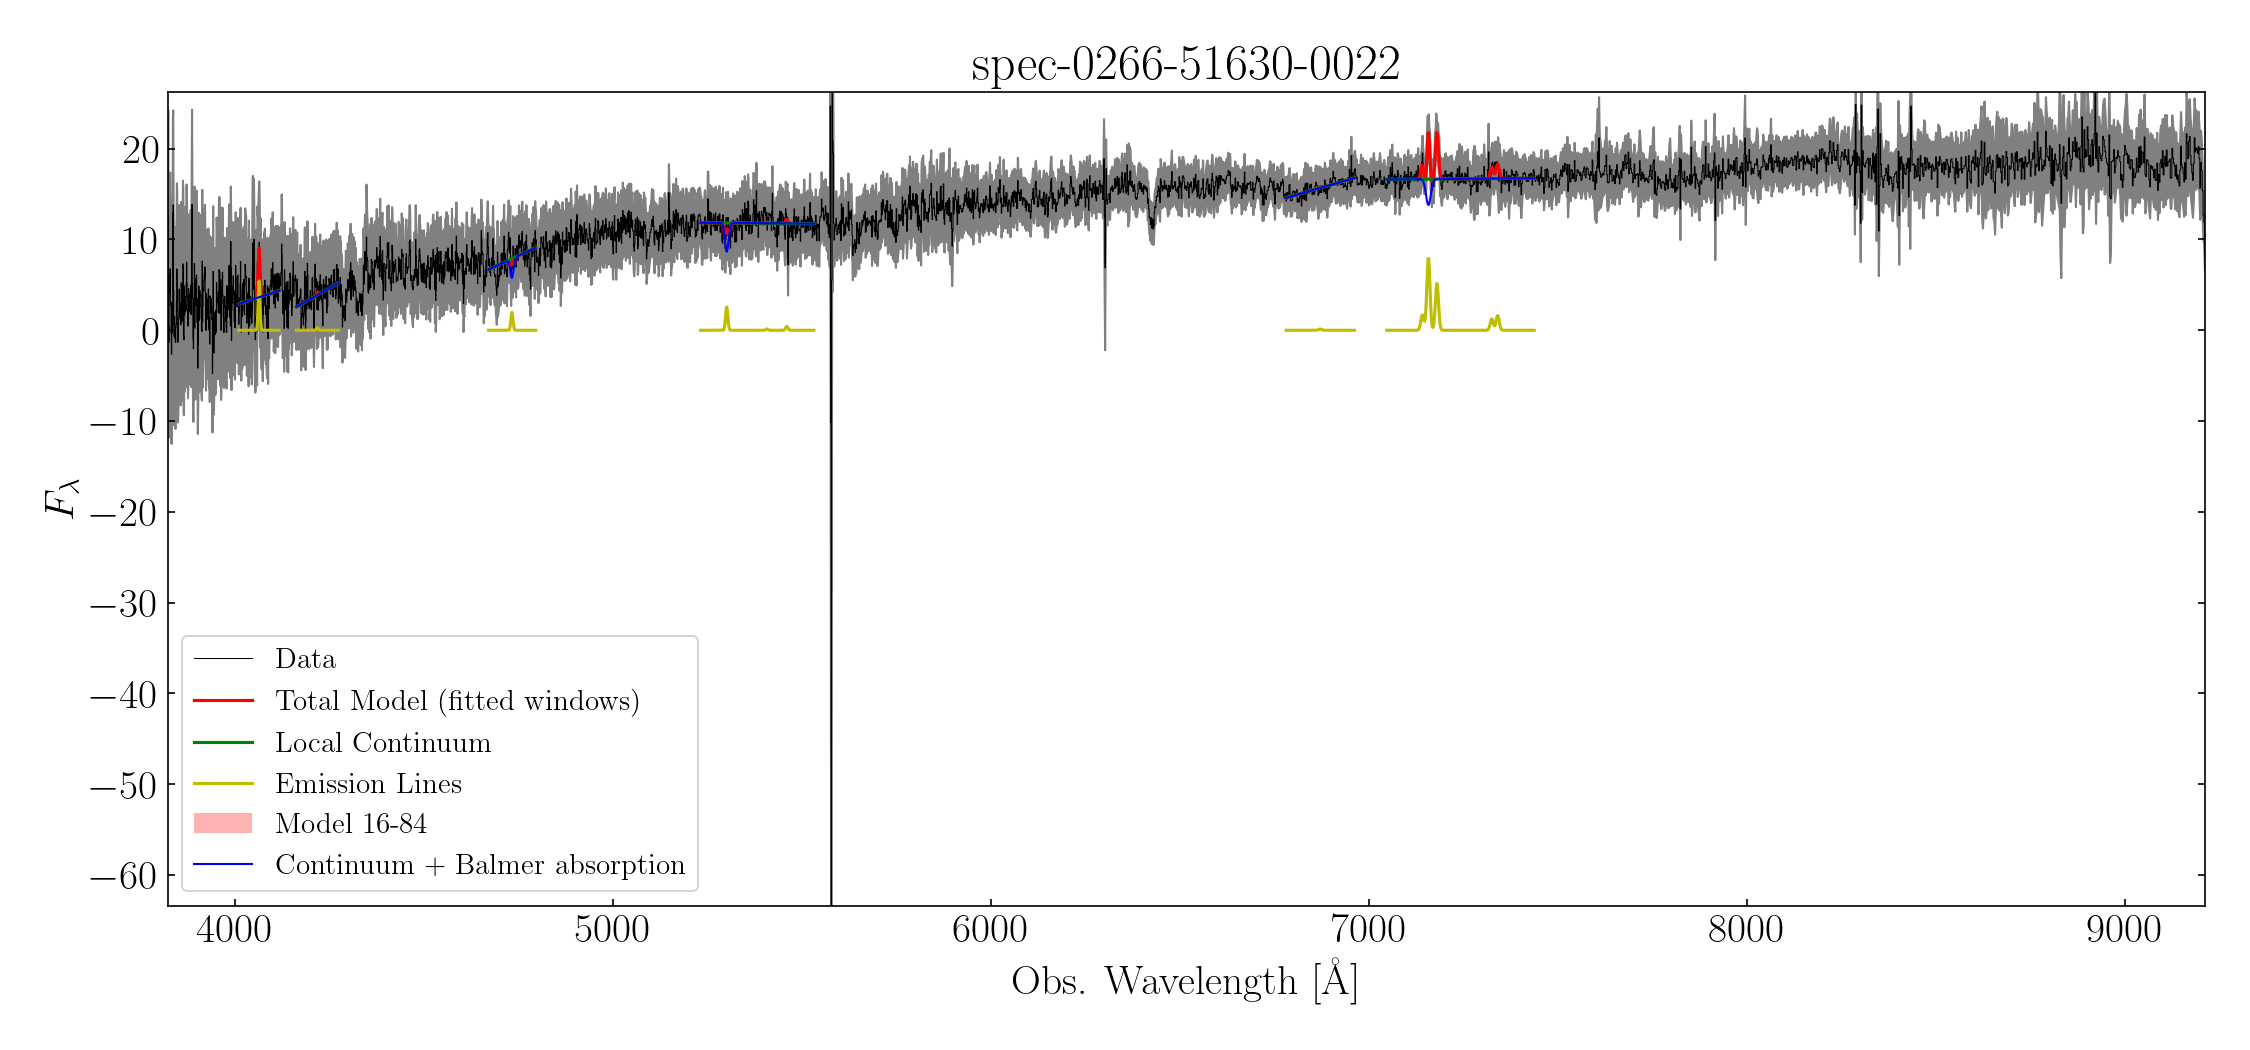 spec-0266-51630-0022
20
10
0
−10
−20
−30
−40
−50
−60
F_λ
Data
Total Model (fitted windows)
Local Continuum
Emission Lines
Model 16-84
Continuum + Balmer absorption
4000 5000 6000 7000 8000 9000
Obs. Wavelength [Å]